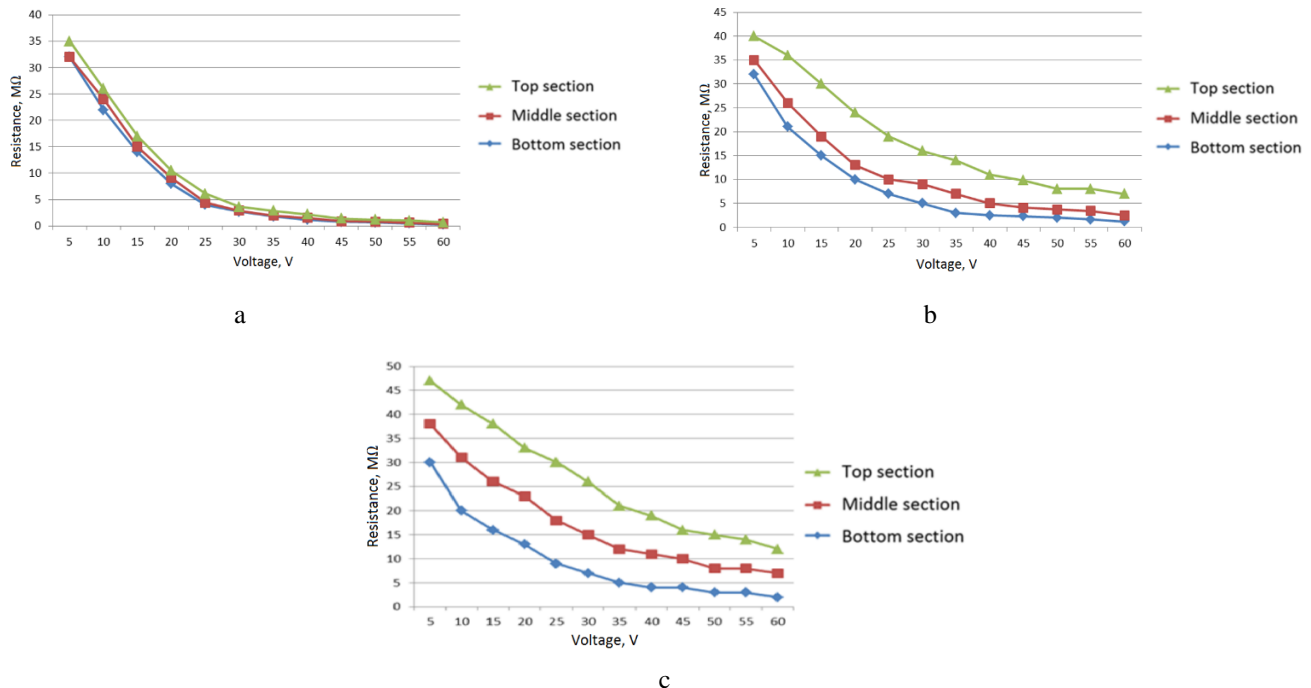 40
35
30
25
20
15
10
5
0
Resistance, MΩ
5 10 15 20 25 30 35 40 45 50 55 60
Voltage, V
Top section
Middle section
Bottom section
a
45
40
35
30
25
20
15
10
5
0
Resistance, MΩ
5 10 15 20 25 30 35 40 45 50 55 60
Voltage, V
Top section
Middle section
Bottom section
b
50
45
40
35
30
25
20
15
10
5
0
Resistance, MΩ
5 10 15 20 25 30 35 40 45 50 55 60
Voltage, V
Top section
Middle section
Bottom section
c